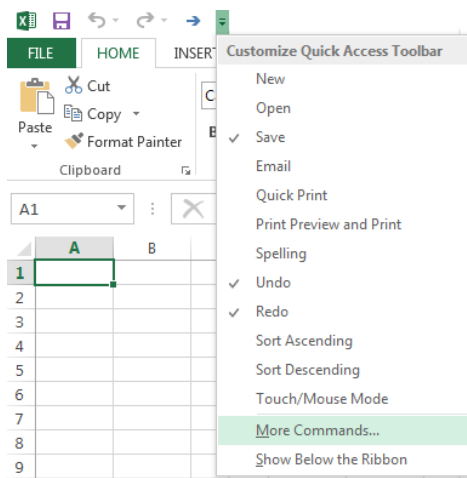 FILE HOME INSER
Customize Quick Access Toolbar
New
Open
Save
Email
Quick Print
Print Preview and Print
Spelling
Undo
Redo
Sort Ascending
Sort Descending
Touch/Mouse Mode
More Commands...
Show Below the Ribbon
Cut
Copy
Format Painter
Paste
Clipboard
C
B
A1
A B
1
2
3
4
5
6
7
8
9